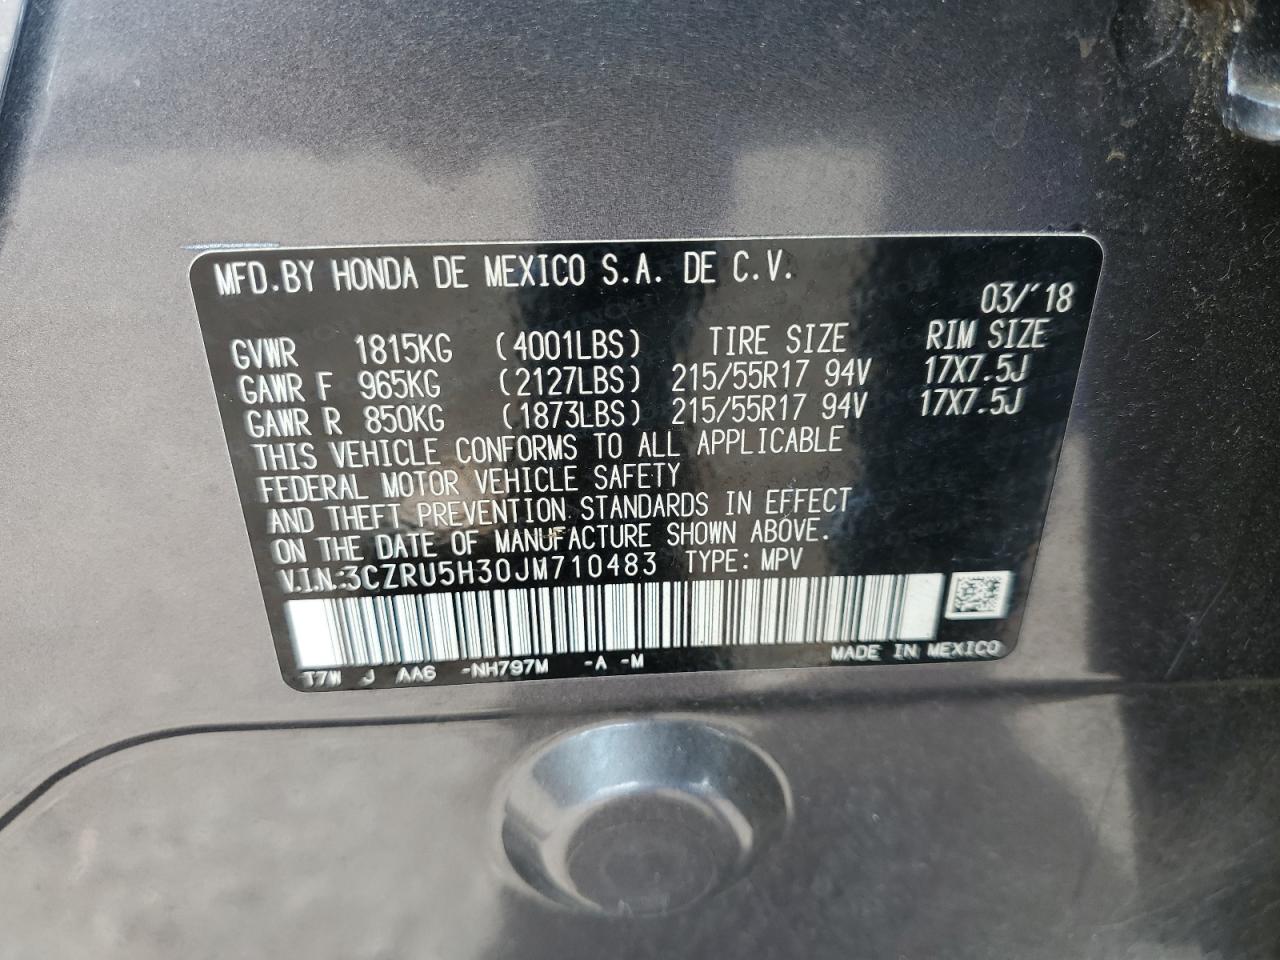 MFD.BY HONDA DE MEXICO S.A. DE C.V.
03/'18
GVWR 1815KG (4001LBS) TIRE SIZE RIM SIZE
GAWR F 965KG (2127LBS) 215/55R17 94V 17X7.5J
GAWR R 850KG (1873LBS) 215/55R17 94V 17X7.5J
THIS VEHICLE CONFORMS TO ALL APPLICABLE
FEDERAL MOTOR VEHICLE SAFETY
AND THEFT PREVENTION STANDARDS IN EFFECT
ON THE DATE OF MANUFACTURE SHOWN ABOVE.
V.I.N.:3CZRU5H30JM710483 TYPE: MPV
T7W J AA6 -NH797M -A -M MADE IN MEXICO